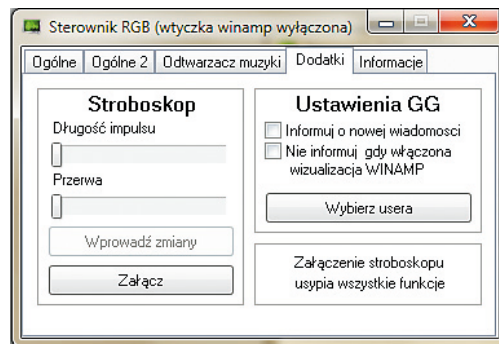 Sterownik RGB (wtyczka winamp wyłączona)
Ogólne Ogólne 2 Odtwarzacz muzyki Dodatki Informacje
Stroboskop
Długość impulsu
Przerwa
Wprowadź zmiany
Załącz
Ustawienia GG
Informuj o nowej wiadomosci
Nie informuj gdy włączona
wizualizacja WINAMP
Wybierz usera
Załączenie stroboskopu
usypia wszystkie funkcje